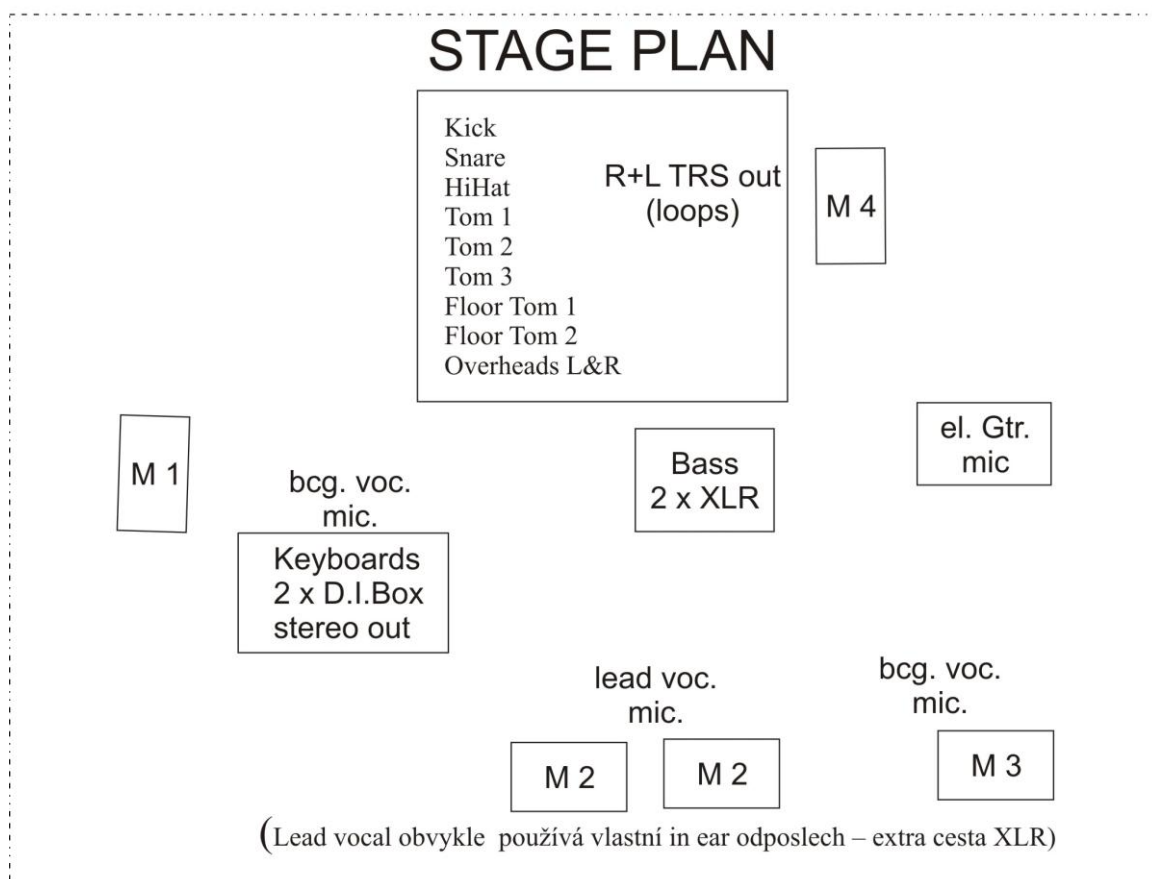 STAGE PLAN
Kick
Snare
HiHat
Tom 1
Tom 2
Tom 3
Floor Tom 1
Floor Tom 2
Overheads L&R
R+L TRS out
(loops)
M 4
M 1
bcg. voc.
mic.
Keyboards
2 x D.I.Box
stereo out
Bass
2 x XLR
el. Gtr.
mic
lead voc.
mic.
bcg. voc.
mic.
M 2
M 2
M 3
(Lead vocal obvykle používá vlastní in ear odposlech – extra cesta XLR)